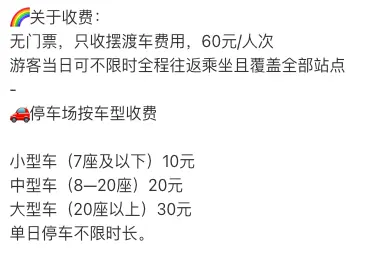 🌈关于收费：
无门票，只收摆渡车费用，60元/人次
游客当日可不限时全程往返乘坐且覆盖全部站点
-
🚗停车场按车型收费
小型车（7座及以下）10元
中型车（8—20座）20元
大型车（20座以上）30元
单日停车不限时长。